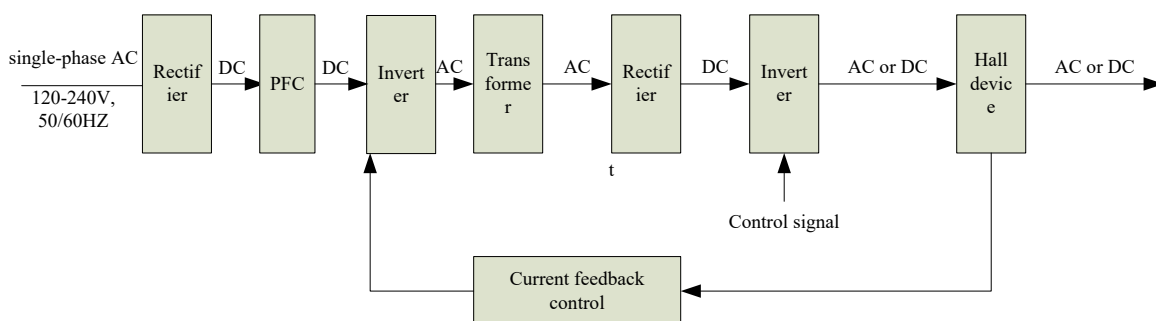 single-phase AC
120-240V,
50/60HZ
Rectif
ier
DC
PFC
DC
Invert
er
AC
Trans
forme
r
AC
Rectif
ier
t
DC
Invert
er
Control signal
AC or DC
Hall
devic
e
AC or DC
Current feedback
control